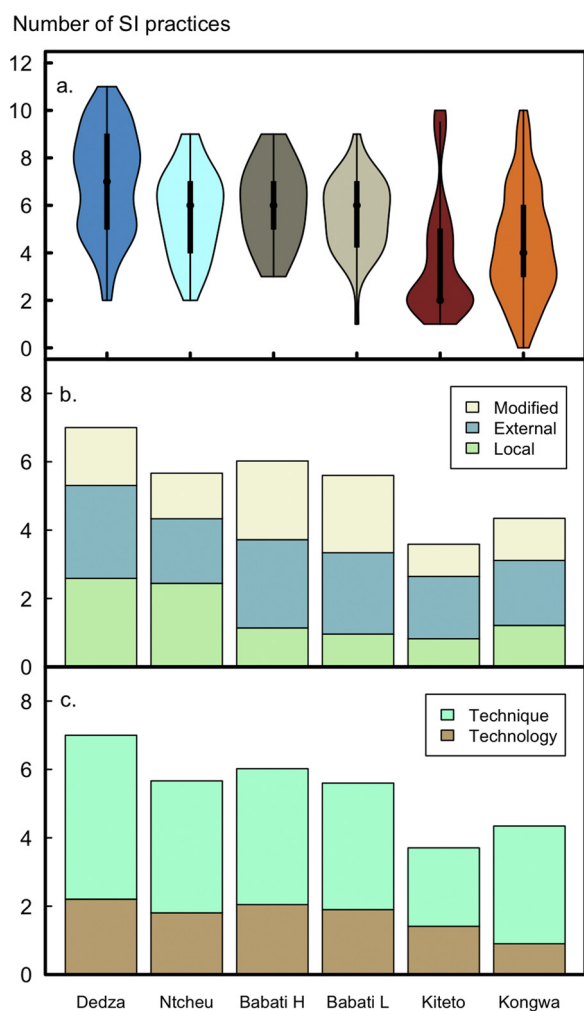 Number of SI practices
12
a.
10
8
6
4
2
0
8
b.
Modified
External
Local
6
4
2
0
8
c.
Technique
Technology
6
4
2
0
Dedza Ntcheu Babati H Babati L Kiteto Kongwa